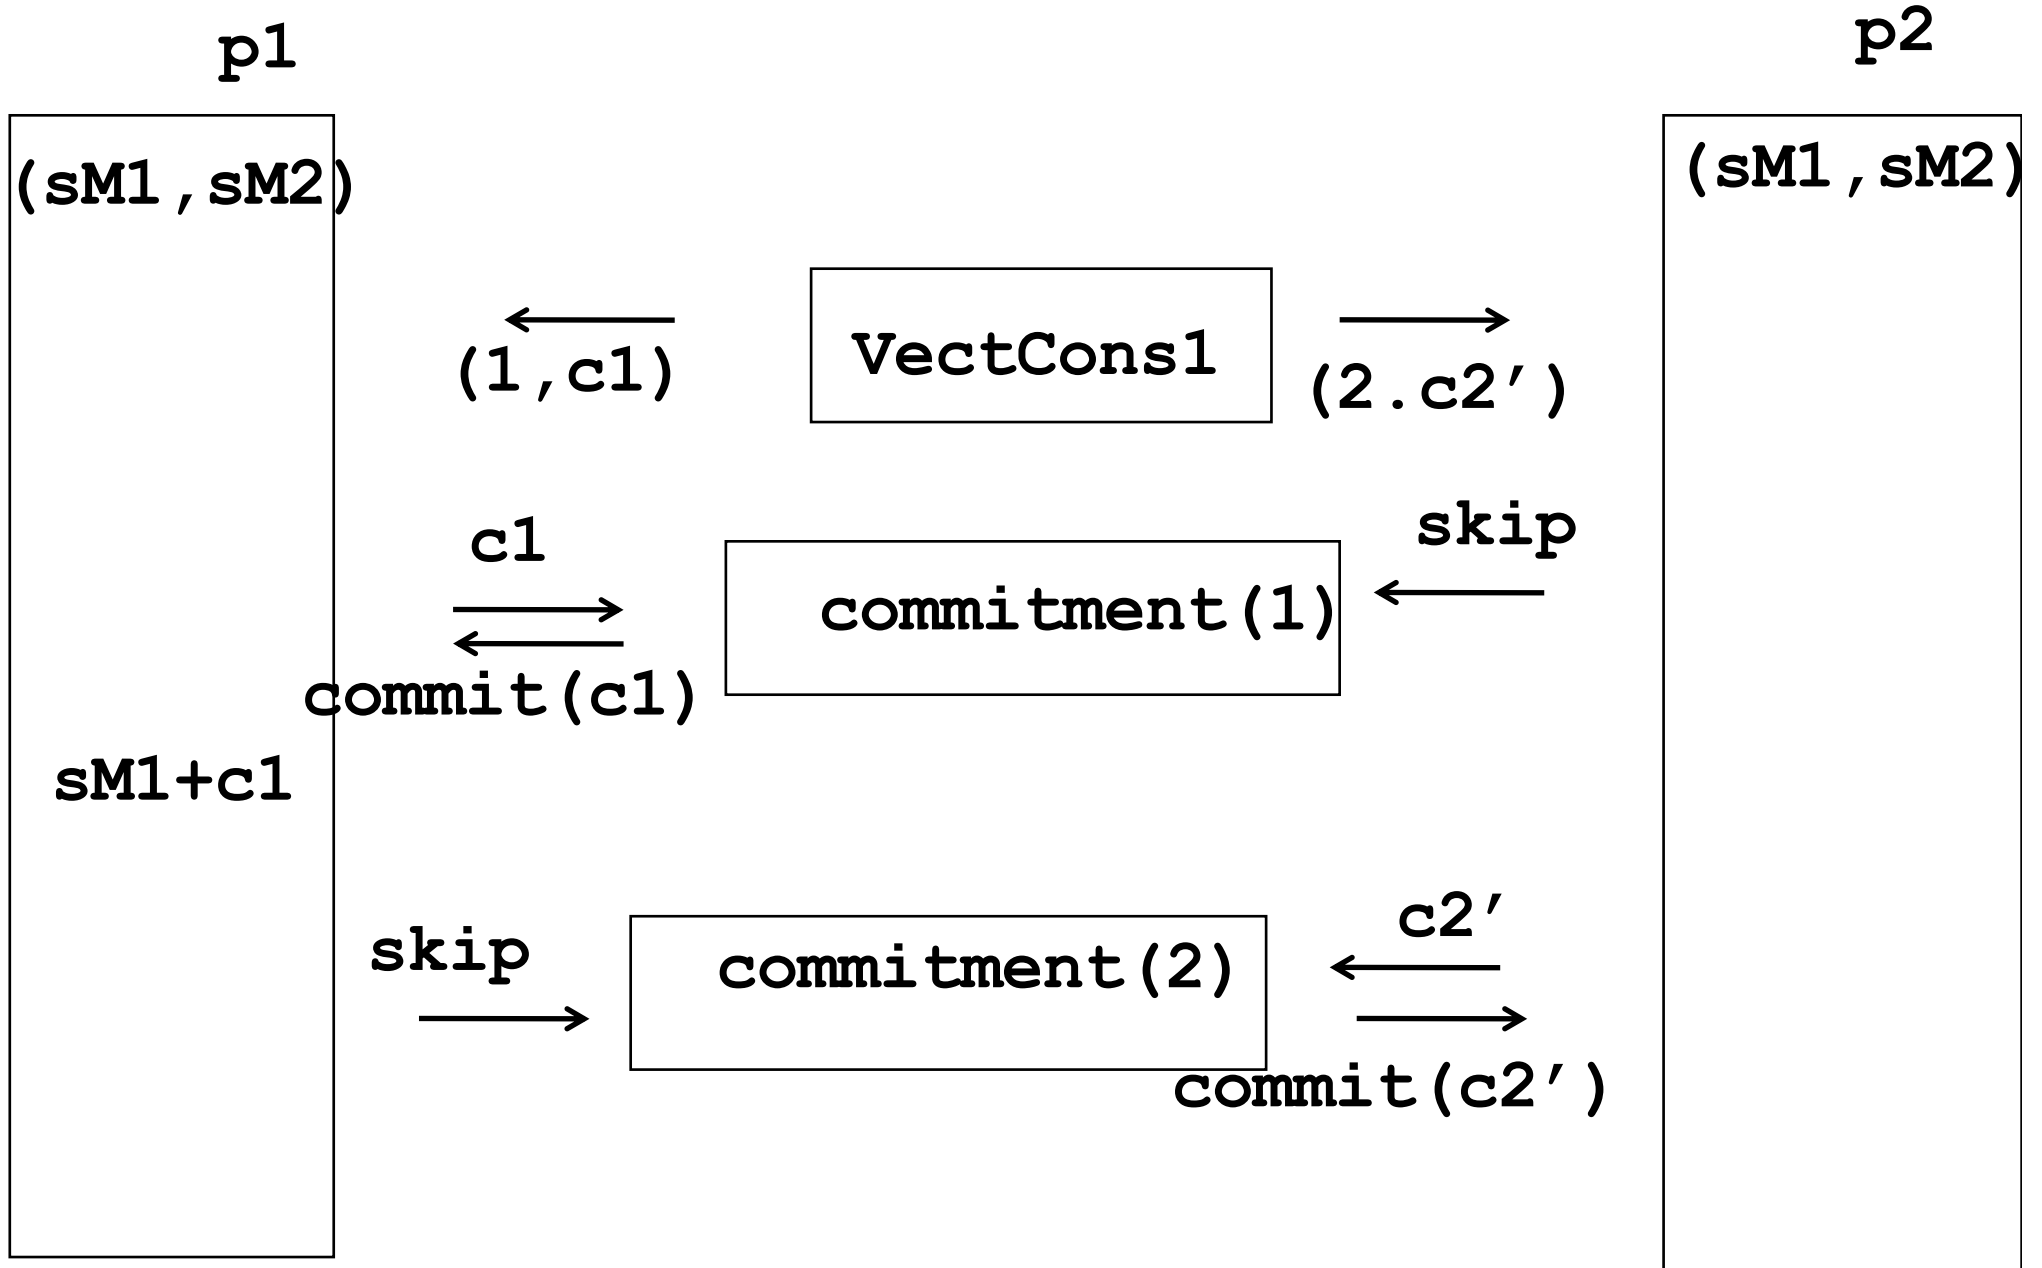 p1
p2
(sM1,sM2)
(sM1,sM2)
VectCons1
(1,c1)
(2.c2')
c1
skip
commitment(1)
commit(c1)
sM1+c1
c2'
skip
commitment(2)
commit(c2')